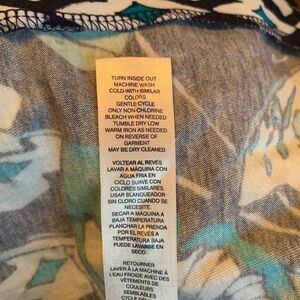 TURN INSIDE OUT
MACHINE WASH
COLD-WITH SIMILAR
COLORS
GENTLE CYCLE
ONLY NON-CHLORINE
BLEACH WHEN NEEDED
TUMBLE DRY LOW
WARM IRON AS NEEDED
ON REVERSE OF
GARMENT
MAY BE DRY CLEANED
VOLTEAR AL REVÉS
LAVAR A MÁQUINA CON
AGUA FRIA EN
CICLO SUAVE CON
COLORES SIMILARES,
USAR BLANQUEADOR
SIN CLORO CUANDO SE
NECESITE.
SECAR A MÁQUINA A
BAJA TEMPERATURA
PLANCHAR LA PRENDA
POR EL REVÉS A
TEMPERATURA BAJA
PUEDE LAVARSE EN
SECO
RETOURNER
LAVER À LA MACHINE À
L'EAU FROID AVEC DES
VÊTEMENTS DE
COULEURS
SEMBLABLES